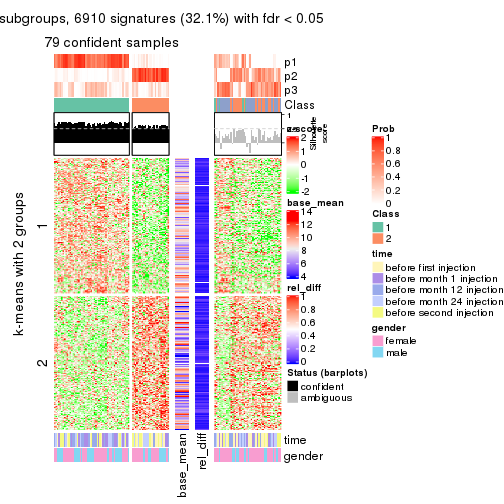 subgroups, 6910 signatures (32.1%) with fdr < 0.05
79 confident samples
p1
p2
p3
Class
1
Silhouette
score
z-score
2
1
0
-1
-2
base_mean
14
12
10
8
6
4
rel_diff
1
0.8
0.6
0.4
0.2
0
Status (barplots)
confident
ambiguous
Prob
1
0.8
0.6
0.4
0.2
0
Class
1
2
time
before first injection
before month 1 injection
before month 12 injection
before month 24 injection
before second injection
gender
female
male
k-means with 2 groups
1
2
time
gender
base_mean
rel_diff